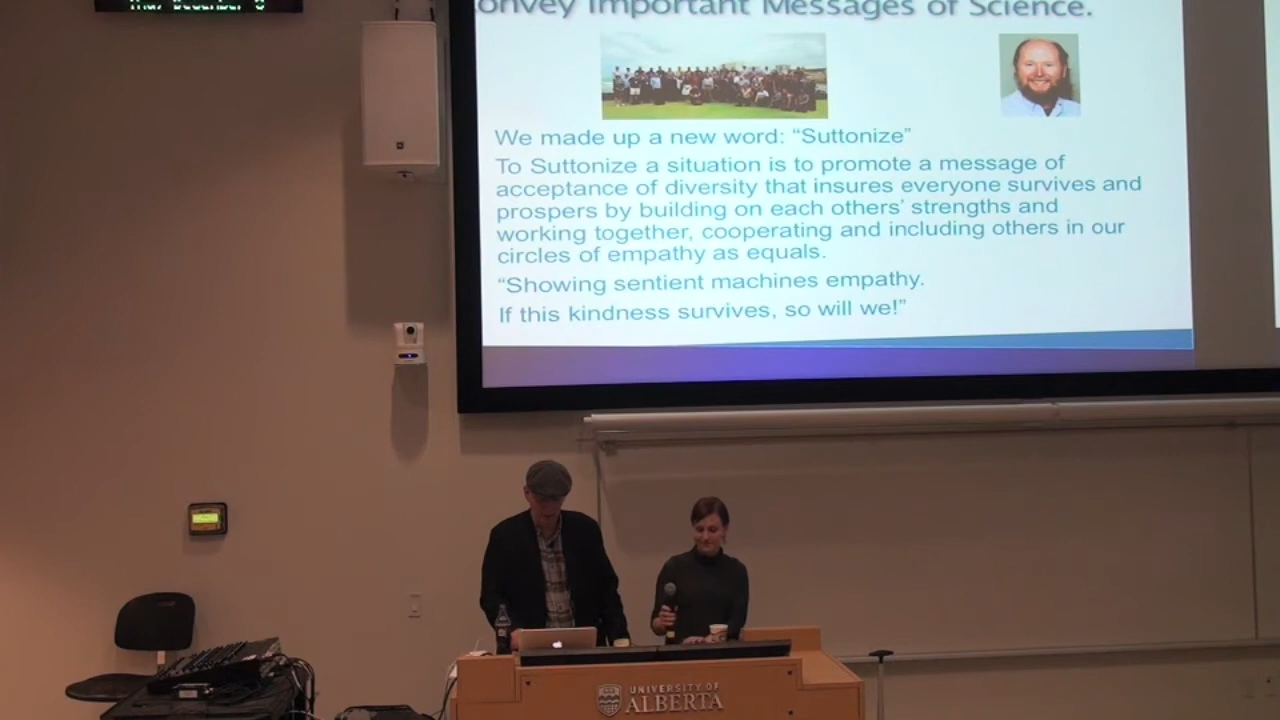 onvey Important Messages of Science.
We made up a new word: “Suttonize”
To Suttonize a situation is to promote a message of
acceptance of diversity that insures everyone survives and
prospers by building on each others’ strengths and
working together, cooperating and including others in our
circles of empathy as equals.
“Showing sentient machines empathy.
If this kindness survives, so will we!”
UNIVERSITY OF
ALBERTA